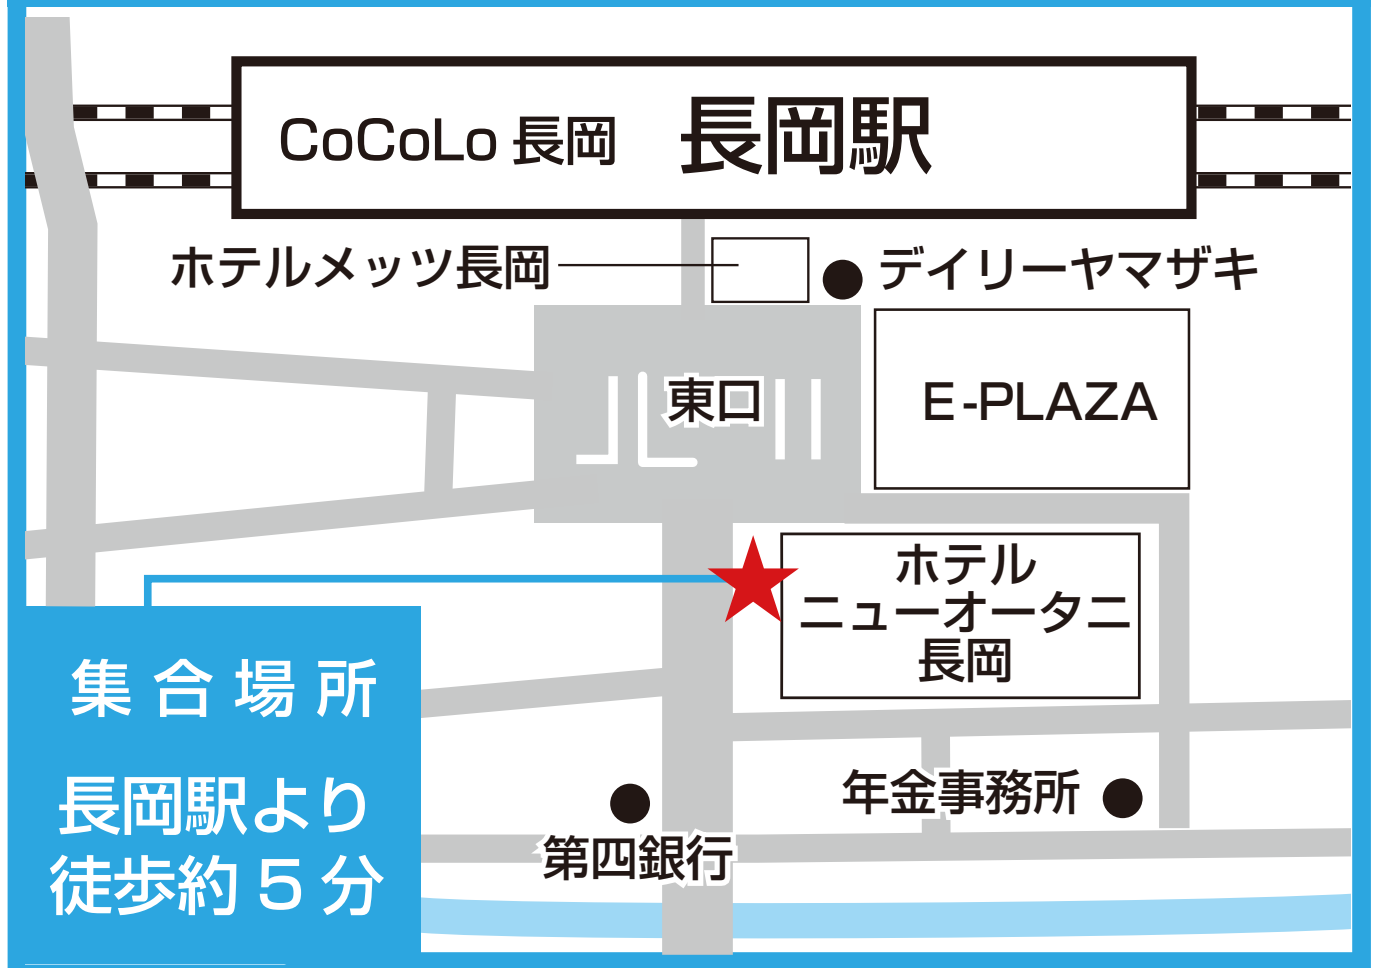 CoCoLo 長岡 長岡駅
ホテルメッツ長岡
デイリーヤマザキ
東口
E-PLAZA
ホテル
ニューオータニ
長岡
集合場所
長岡駅より
徒歩約5分
年金事務所
第四銀行